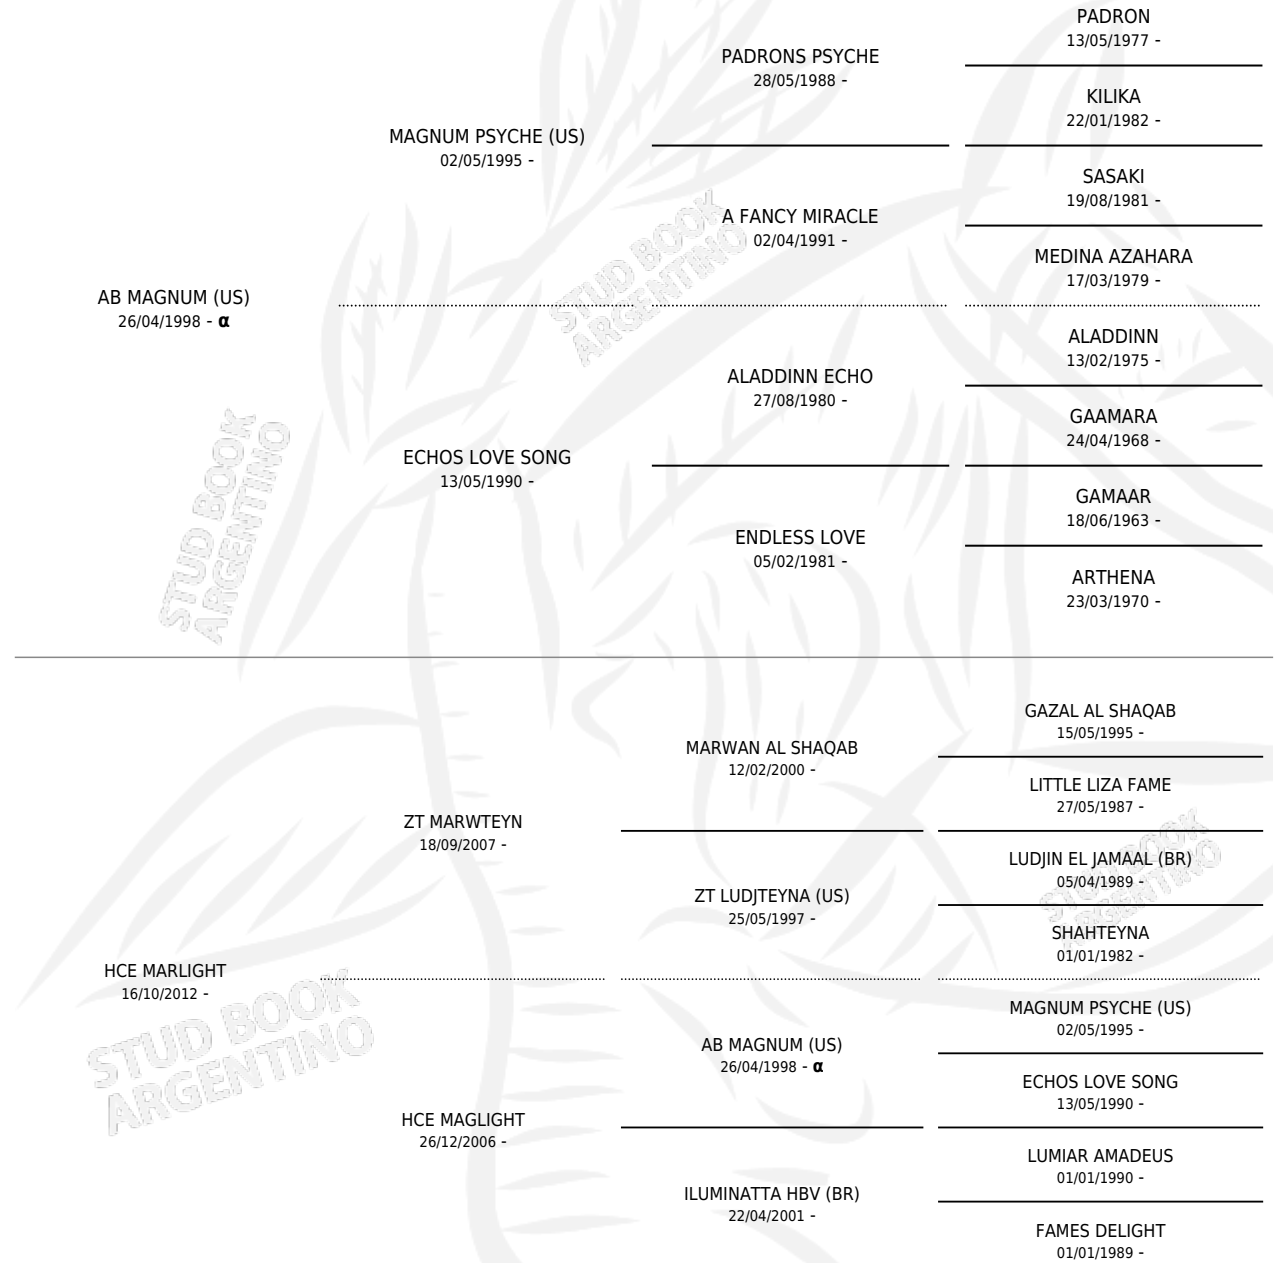 PADRON
13/05/1977 -
PADRONS PSYCHE
28/05/1988 -
KILIKA
22/01/1982 -
MAGNUM PSYCHE (US)
02/05/1995 -
SASAKI
19/08/1981 -
A FANCY MIRACLE
02/04/1991 -
MEDINA AZAHARA
17/03/1979 -
AB MAGNUM (US)
26/04/1998 - α
ALADDINN
13/02/1975 -
ALADDINN ECHO
27/08/1980 -
GAAMARA
24/04/1968 -
ECHOS LOVE SONG
13/05/1990 -
GAMAAR
18/06/1963 -
ENDLESS LOVE
05/02/1981 -
ARTHENA
23/03/1970 -
STUD BOOK
ARGENTINO
STUD BOOK
ARGENTINO
GAZAL AL SHAQAB
15/05/1995 -
MARWAN AL SHAQAB
12/02/2000 -
LITTLE LIZA FAME
27/05/1987 -
ZT MARWTEYN
18/09/2007 -
LUDJIN EL JAMAAL (BR)
05/04/1989 -
ZT LUDJTEYNA (US)
25/05/1997 -
SHAHTEYNA
01/01/1982 -
HCE MARLIGHT
16/10/2012 -
MAGNUM PSYCHE (US)
02/05/1995 -
AB MAGNUM (US)
26/04/1998 - α
ECHOS LOVE SONG
13/05/1990 -
HCE MAGLIGHT
26/12/2006 -
LUMIAR AMADEUS
01/01/1990 -
ILUMINATTA HBV (BR)
22/04/2001 -
FAMES DELIGHT
01/01/1989 -
STUD BOOK
ARGENTINO
STUD BOOK
ARGENTINO